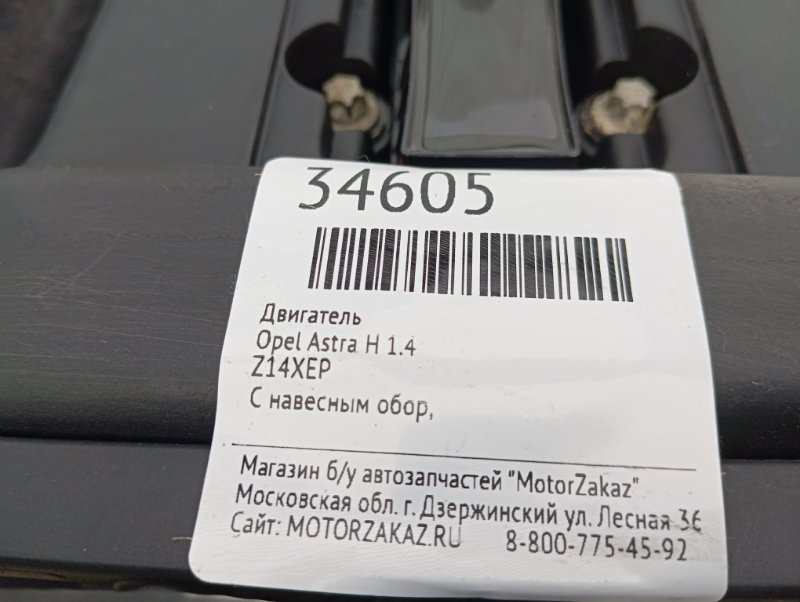 34605
Двигатель
Opel Astra H 1.4
Z14XEP
С навесным обор,
Магазин б/у автозапчастей "MotorZakaz"
Московская обл. г. Дзержинский ул. Лесная 3Б
Сайт: MOTORZAKAZ.RU 8-800-775-45-92